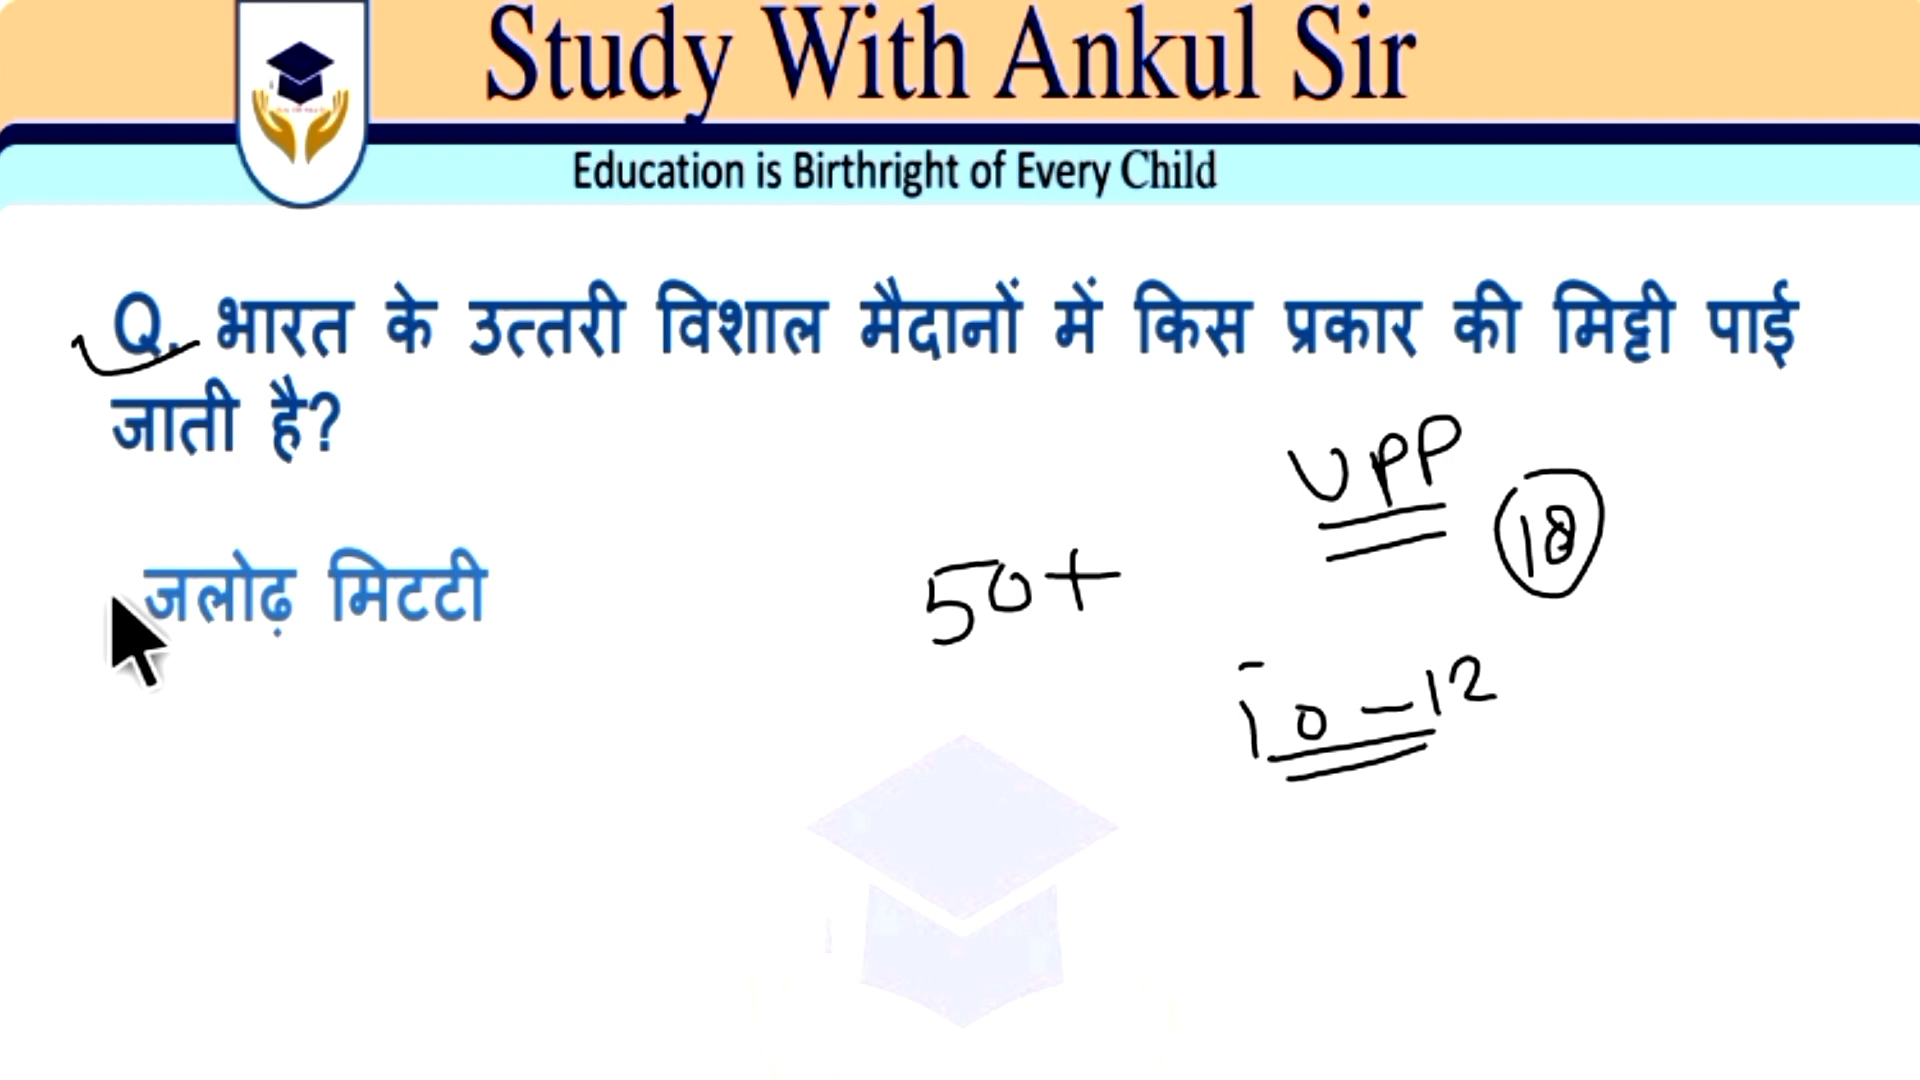 Study With Ankul Sir
Education is Birthright of Every Child
Q. भारत के उत्तरी विशाल मैदानों में किस प्रकार की मिट्टी पाई
जाती है?
UPP
18
50+
जलोढ़ मिटटी
10-12